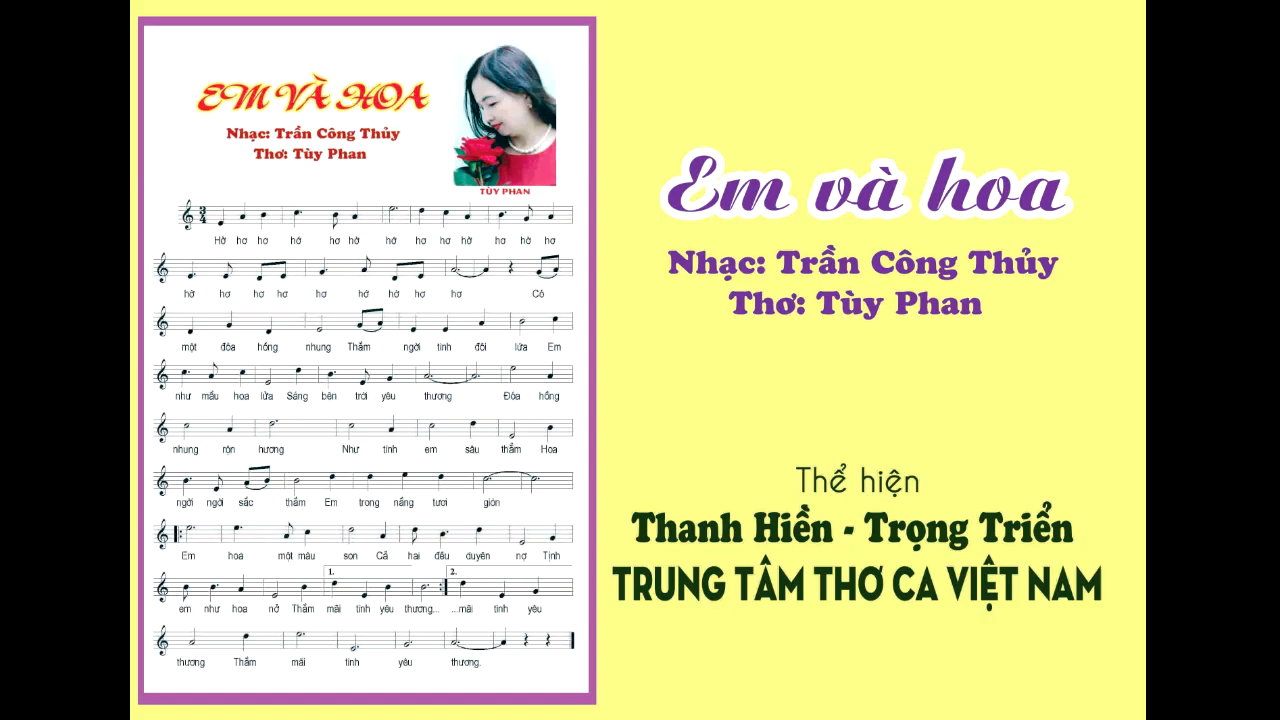 EM VÀ HOA
Nhạc: Trần Công Thủy
Thơ: Tùy Phan
TÙY PHAN
3
4
Hờ hơ hơ hớ hơ hờ hớ hơ hơ hờ hơ hờ hơ
hờ hơ hơ hơ hơ hớ hờ hơ hơ Có
một đóa hồng nhung Thắm ngời tình đôi lứa Em
như mầu hoa lửa Sáng bên trời yêu thương Đóa hồng
nhung rộn hương Như tình em sâu thẳm Hoa
ngời ngời sắc thắm Em trong nắng tươi giòn
Em hoa một màu son Cả hai đều duyên nợ Tình
1. 2.
em như hoa nở Thắm mãi tình yêu thương... ...mãi tình yêu
thương Thắm mãi tình yêu thương.
Em và hoa
Nhạc: Trần Công Thủy
Thơ: Tùy Phan
Thể hiện
Thanh Hiền - Trọng Triển
TRUNG TÂM THƠ CA VIỆT NAM